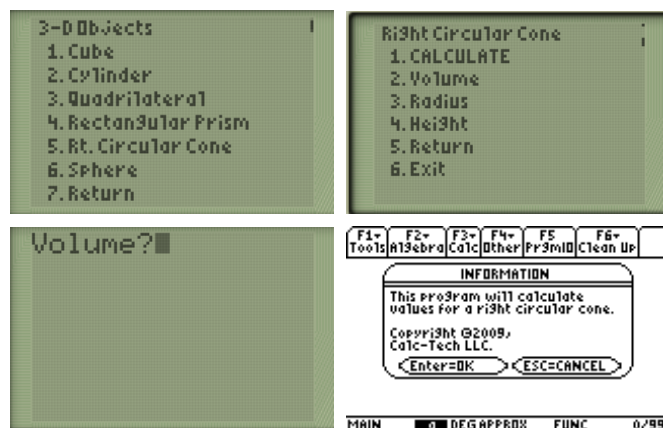 3-D Objects
1.Cube
2.Cylinder
3.Quadrilateral
4.Rectangular Prism
5.Rt. Circular Cone
6.Sphere
7.Return
Right Circular Cone
1.CALCULATE
2.Volume
3.Radius
4.Height
5.Return
6.Exit
Volume?
F1 F2 F3 F4 F5 F6
Tools Algebra Calc Other PrgmIO Clean Up
INFORMATION
This program will calculate
values for a right circular cone.
Copyright ©2009,
Calc-Tech LLC.
Enter=OK ESC=CANCEL
MAIN DEG APPROX FUNC 0/99